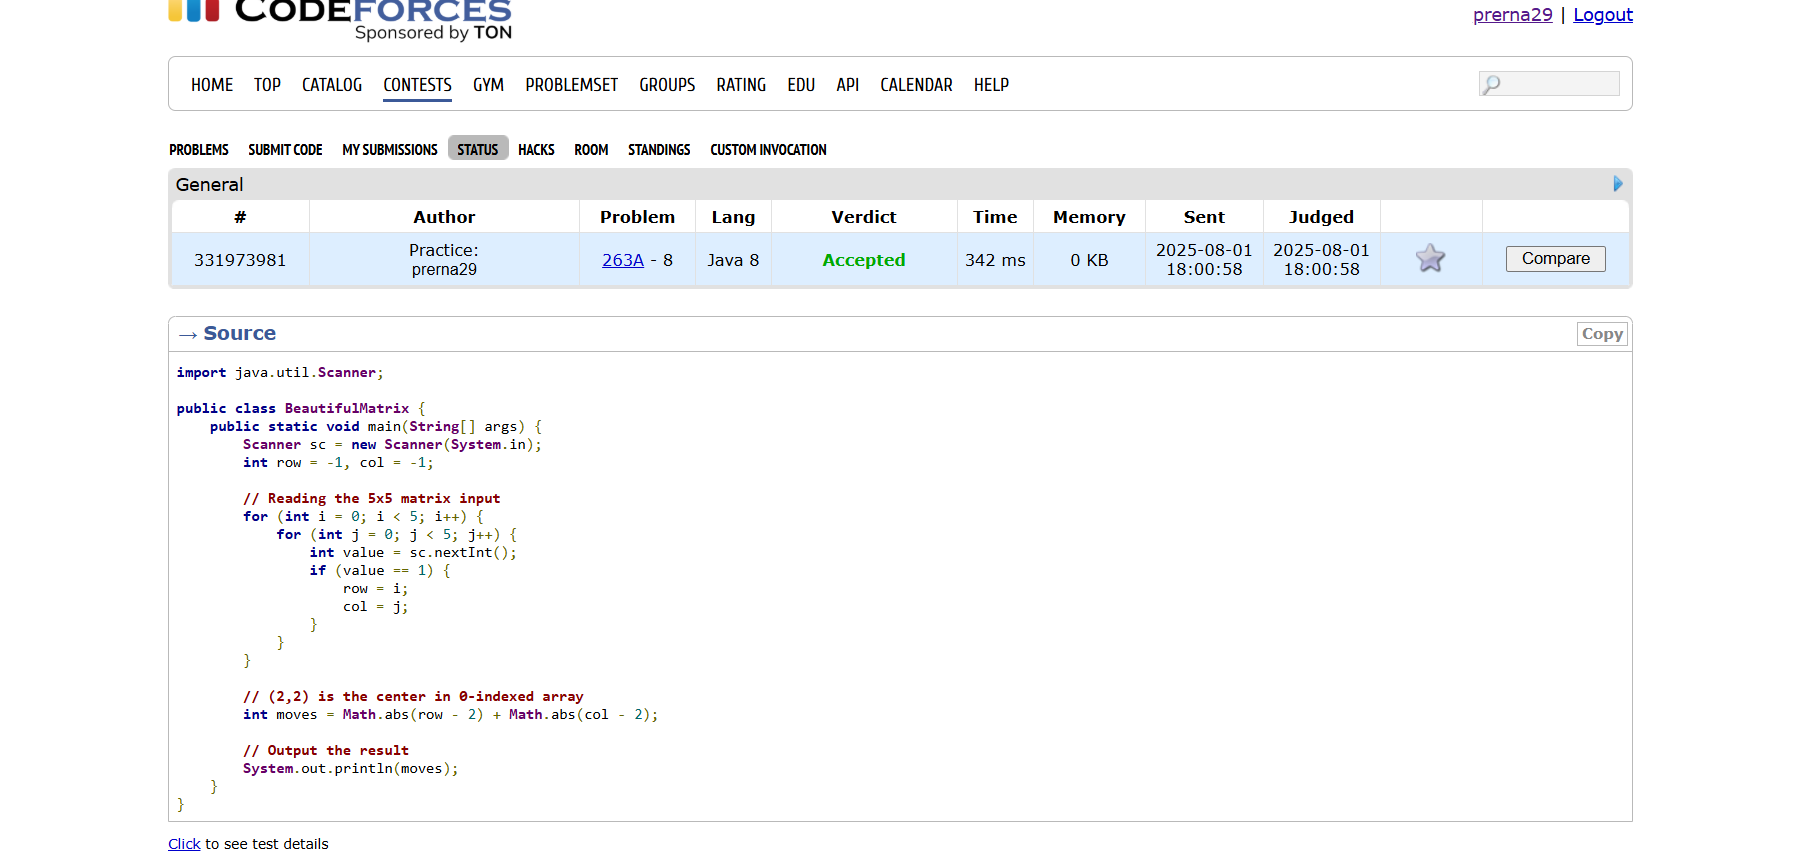 CODEFORCES
Sponsored by TON
prerna29 | Logout
HOME TOP CATALOG CONTESTS GYM PROBLEMSET GROUPS RATING EDU API CALENDAR HELP
PROBLEMS SUBMIT CODE MY SUBMISSIONS STATUS HACKS ROOM STANDINGS CUSTOM INVOCATION
General
# Author Problem Lang Verdict Time Memory Sent Judged
331973981 Practice: prerna29 263A - 8 Java 8 Accepted 342 ms 0 KB 2025-08-01 18:00:58 2025-08-01 18:00:58 Compare
→ Source Copy
import java.util.Scanner;
public class BeautifulMatrix {
    public static void main(String[] args) {
        Scanner sc = new Scanner(System.in);
        int row = -1, col = -1;
        // Reading the 5x5 matrix input
        for (int i = 0; i < 5; i++) {
            for (int j = 0; j < 5; j++) {
                int value = sc.nextInt();
                if (value == 1) {
                    row = i;
                    col = j;
                }
            }
        }
        // (2,2) is the center in 0-indexed array
        int moves = Math.abs(row - 2) + Math.abs(col - 2);
        // Output the result
        System.out.println(moves);
    }
}
Click to see test details